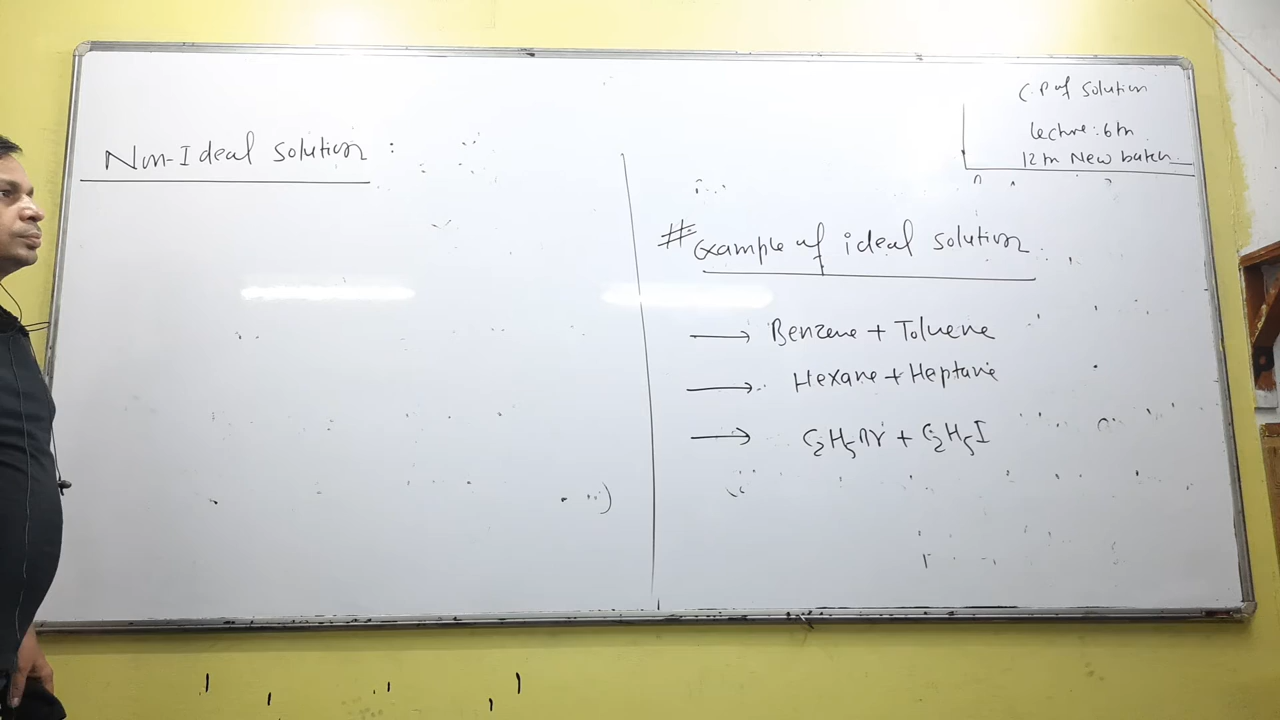 C.P of Solution
lecture: 6th
12th New batch
Non-Ideal solution :
# Example of ideal solution.
→ Benzene + Toluene
→ Hexane + Heptane
→ C₂H₅Br + C₂H₅I